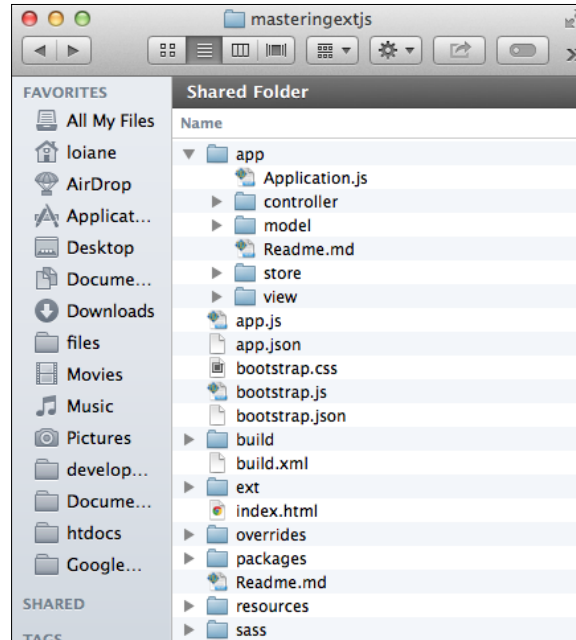 masteringextjs
FAVORITES
All My Files
loiane
AirDrop
Applicat...
Desktop
Docume...
Downloads
files
Movies
Music
Pictures
develop...
Docume...
htdocs
Google...
SHARED
TAGS
Shared Folder
Name
app
Application.js
controller
model
Readme.md
store
view
app.js
app.json
bootstrap.css
bootstrap.js
bootstrap.json
build
build.xml
ext
index.html
overrides
packages
Readme.md
resources
sass